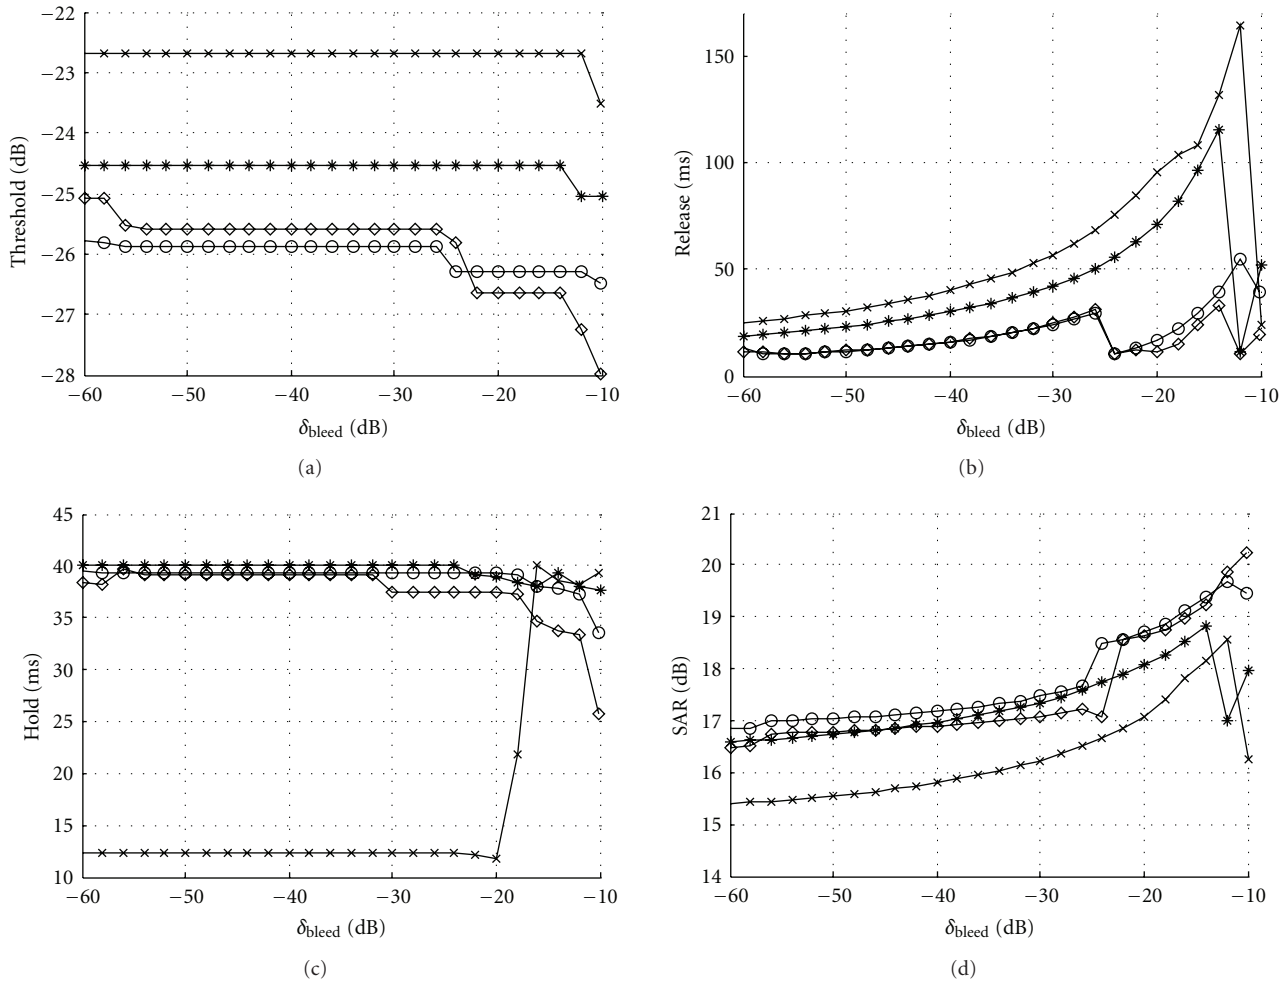 −22
−23
−24
−25
−26
−27
−28
Threshold (dB)
−60 −50 −40 −30 −20 −10
δbleed (dB)
(a)
150
100
50
0
Release (ms)
−60 −50 −40 −30 −20 −10
δbleed (dB)
(b)
45
40
35
30
25
20
15
10
Hold (ms)
−60 −50 −40 −30 −20 −10
δbleed (dB)
(c)
21
20
19
18
17
16
15
14
SAR (dB)
−60 −50 −40 −30 −20 −10
δbleed (dB)
(d)